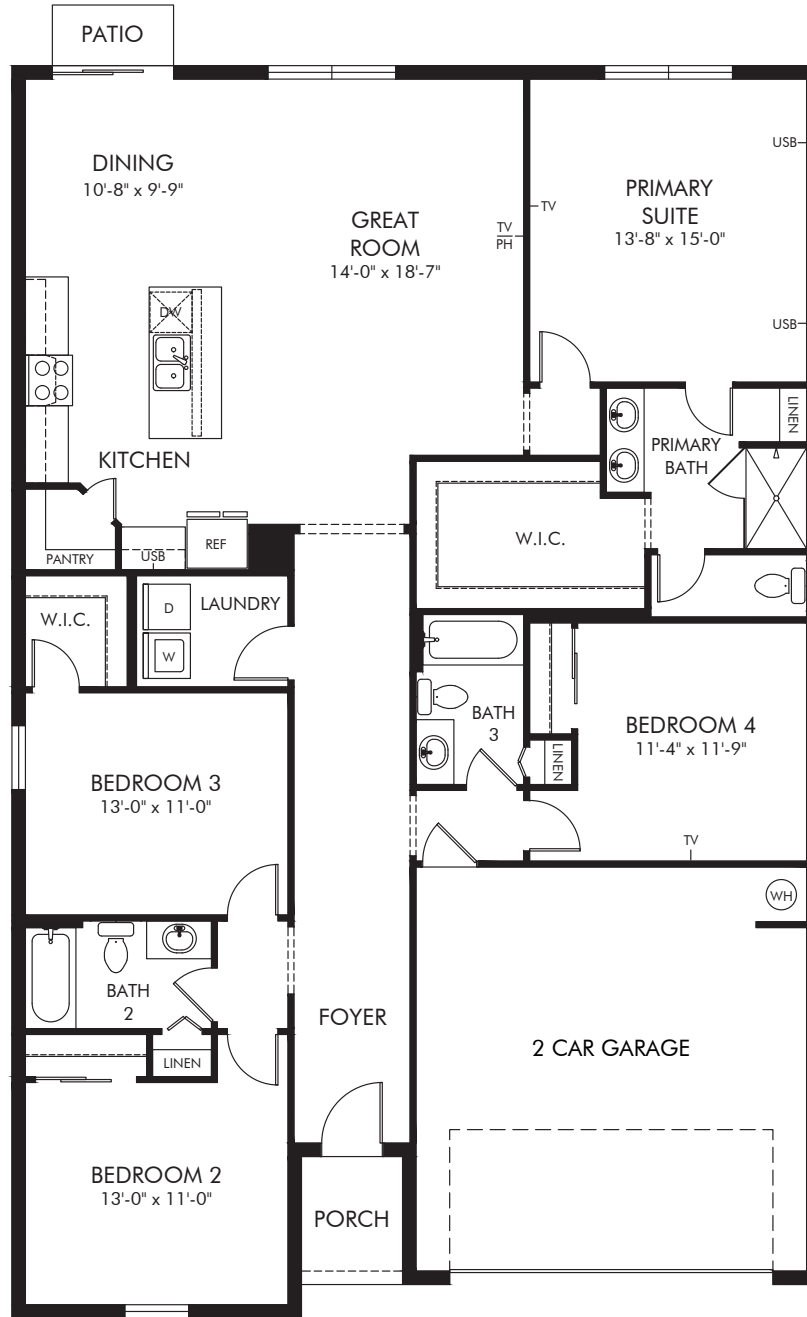 PATIO
DINING
10'-8" x 9'-9"
GREAT
ROOM
14'-0" x 18'-7"
TV
PH
TV
PRIMARY
SUITE
13'-8" x 15'-0"
USB
USB
DW
KITCHEN
PANTRY
USB
REF
LINEN
PRIMARY
BATH
W.I.C.
W.I.C.
D
W
LAUNDRY
BATH
3
LINEN
BEDROOM 4
11'-4" x 11'-9"
TV
BEDROOM 3
13'-0" x 11'-0"
WH
BATH
2
LINEN
FOYER
2 CAR GARAGE
BEDROOM 2
13'-0" x 11'-0"
PORCH